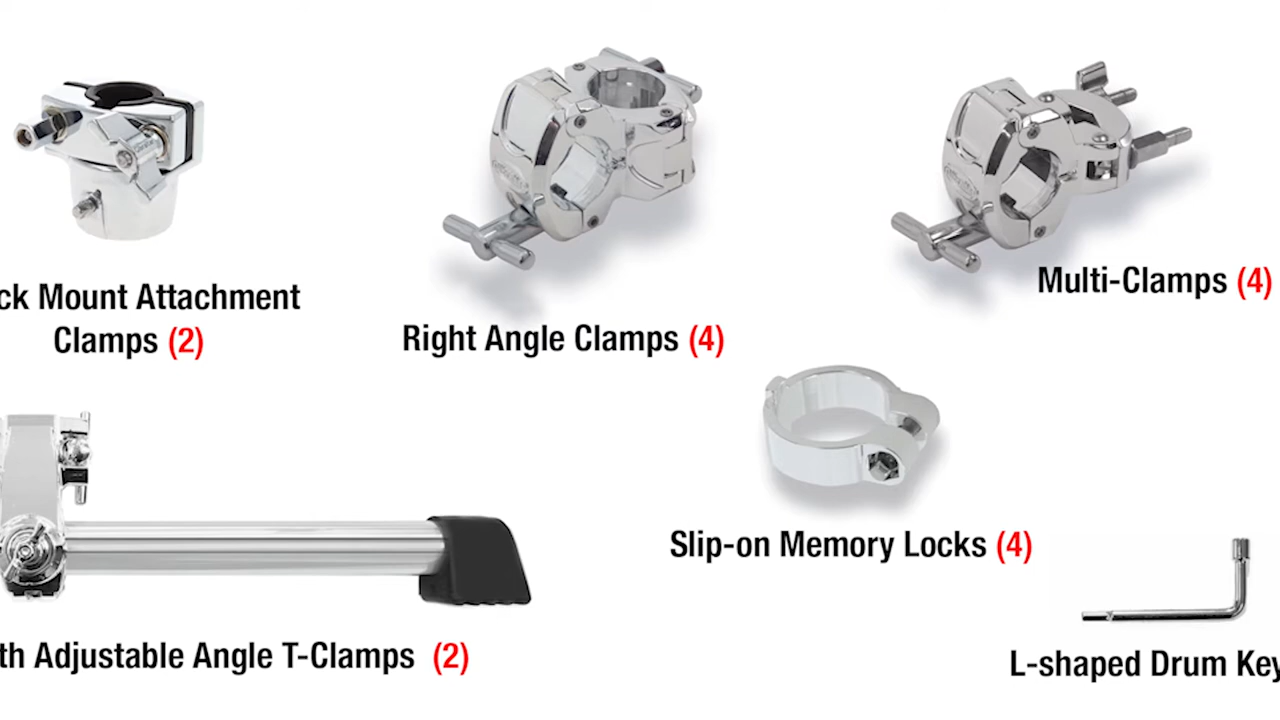 ck Mount Attachment
Clamps (2)
Right Angle Clamps (4)
Multi-Clamps (4)
Slip-on Memory Locks (4)
th Adjustable Angle T-Clamps (2)
L-shaped Drum Key